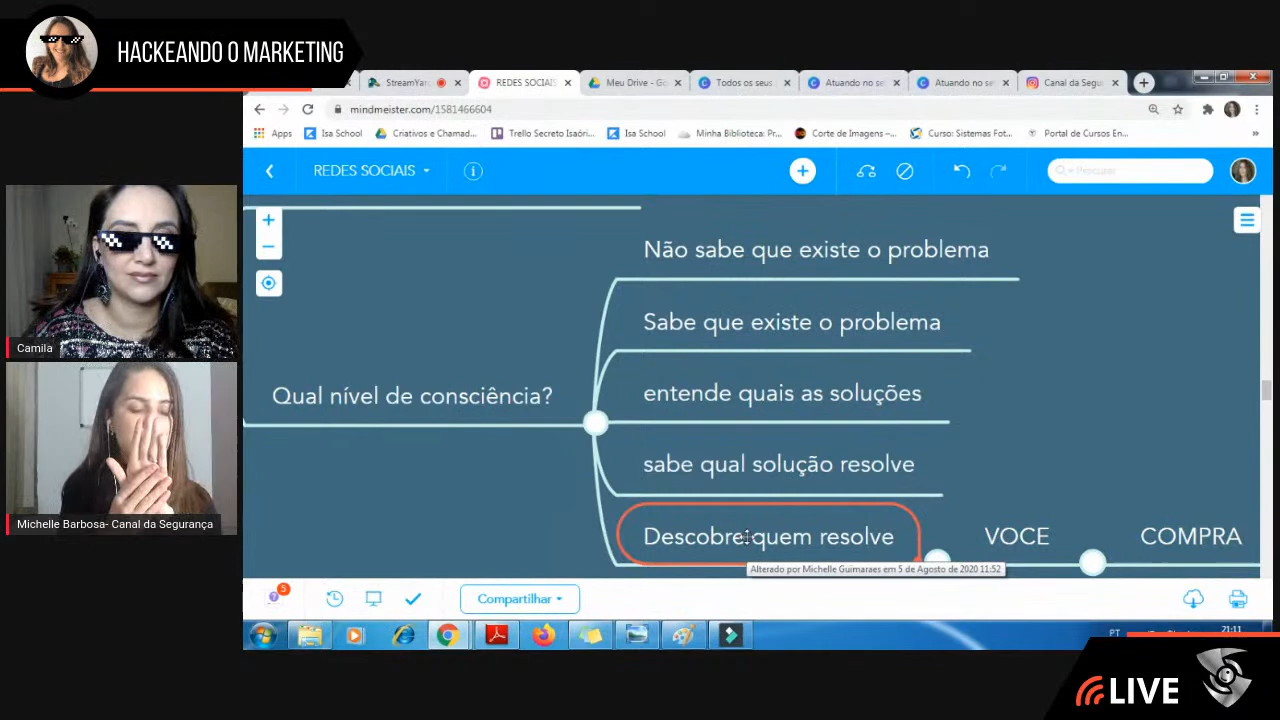 HACKEANDO O MARKETING
StreamYar
REDES SOCIAIS
Meu Drive - Go
Todos os seus
Atuando no se
Atuando no se
Canal da Segur
mindmeister.com/1581466604
Apps
Isa School
Criativos e Chamad...
Trello Secreto Isaóri...
Isa School
Minha Biblioteca: Pr...
Corte de Imagens –...
Curso: Sistemas Fot...
Portal de Cursos En...
»
REDES SOCIAIS
Procurar
Não sabe que existe o problema
Sabe que existe o problema
Qual nível de consciência?
entende quais as soluções
sabe qual solução resolve
Descobre quem resolve
VOCE
COMPRA
Alterado por Michelle Guimaraes em 5 de Agosto de 2020 11:52
Camila
Michelle Barbosa- Canal da Segurança
5
Compartilhar
PT
21:11
LIVE